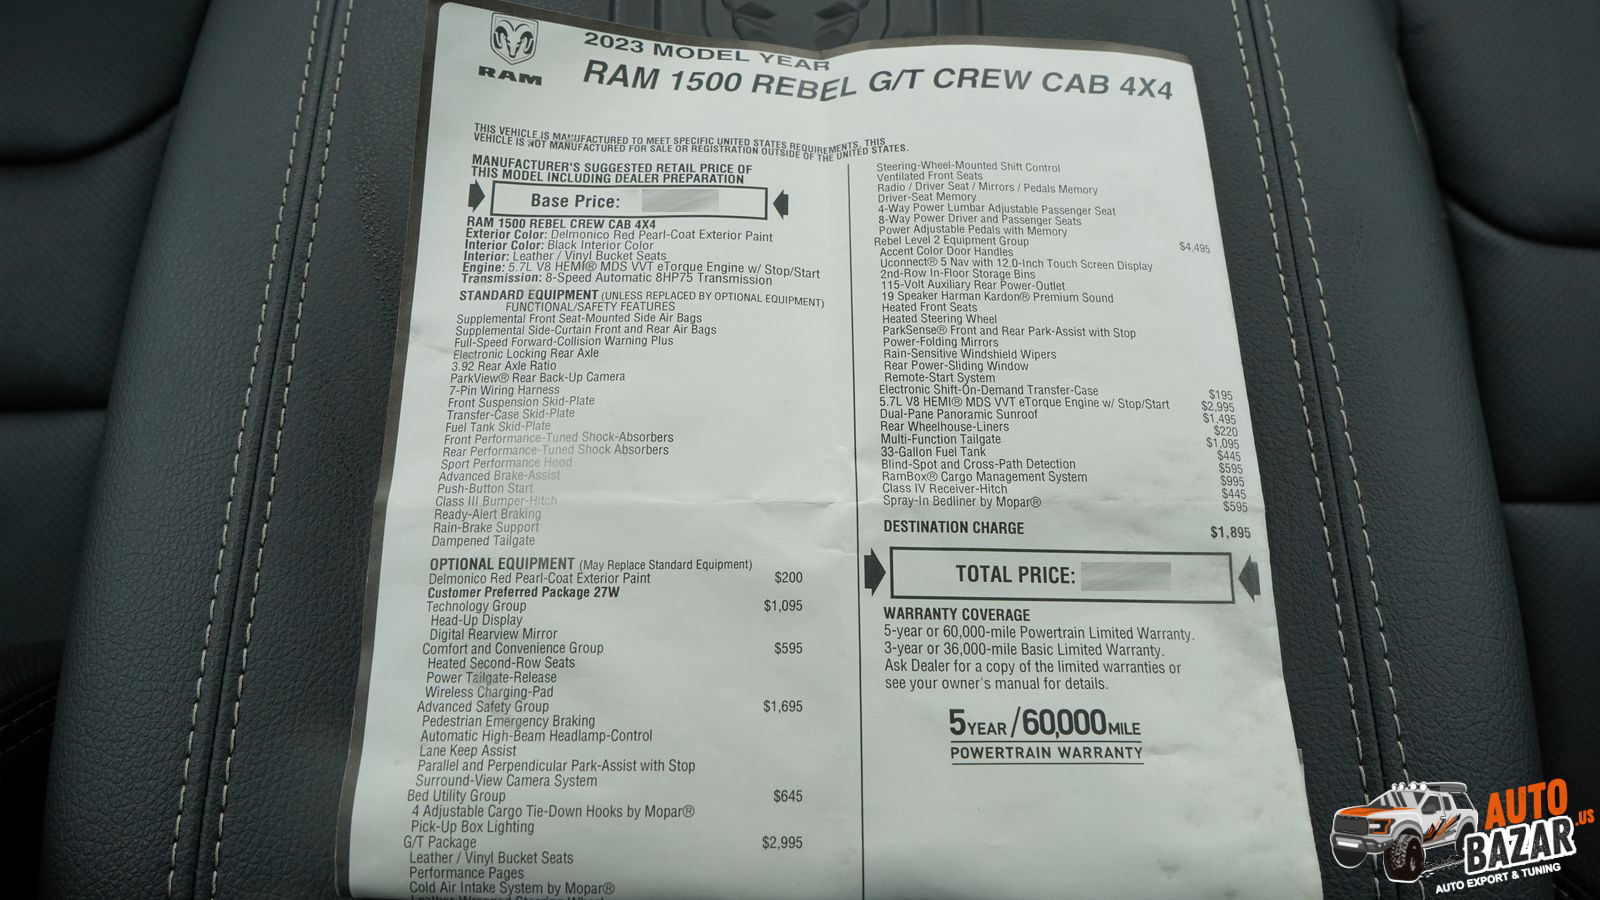 RAM
2023 MODEL YEAR
RAM 1500 REBEL G/T CREW CAB 4X4
THIS VEHICLE IS MANUFACTURED TO MEET SPECIFIC UNITED STATES REQUIREMENTS. THIS
VEHICLE IS NOT MANUFACTURED FOR SALE OR REGISTRATION OUTSIDE OF THE UNITED STATES.
MANUFACTURER'S SUGGESTED RETAIL PRICE OF
THIS MODEL INCLUDING DEALER PREPARATION
Base Price:
RAM 1500 REBEL CREW CAB 4X4
Exterior Color: Delmonico Red Pearl-Coat Exterior Paint
Interior Color: Black Interior Color
Interior: Leather / Vinyl Bucket Seats
Engine: 5.7L V8 HEMI® MDS VVT eTorque Engine w/ Stop/Start
Transmission: 8-Speed Automatic 8HP75 Transmission
STANDARD EQUIPMENT (UNLESS REPLACED BY OPTIONAL EQUIPMENT)
FUNCTIONAL/SAFETY FEATURES
Supplemental Front Seat-Mounted Side Air Bags
Supplemental Side-Curtain Front and Rear Air Bags
Full-Speed Forward-Collision Warning Plus
Electronic Locking Rear Axle
3.92 Rear Axle Ratio
ParkView® Rear Back-Up Camera
7-Pin Wiring Harness
Front Suspension Skid-Plate
Transfer-Case Skid-Plate
Fuel Tank Skid-Plate
Front Performance-Tuned Shock-Absorbers
Rear Performance-Tuned Shock Absorbers
Sport Performance Hood
Advanced Brake-Assist
Push-Button Start
Class III Bumper-Hitch
Ready-Alert Braking
Rain-Brake Support
Dampened Tailgate
OPTIONAL EQUIPMENT (May Replace Standard Equipment)
Delmonico Red Pearl-Coat Exterior Paint $200
Customer Preferred Package 27W
Technology Group $1,095
Head-Up Display
Digital Rearview Mirror
Comfort and Convenience Group $595
Heated Second-Row Seats
Power Tailgate-Release
Wireless Charging-Pad
Advanced Safety Group $1,695
Pedestrian Emergency Braking
Automatic High-Beam Headlamp-Control
Lane Keep Assist
Parallel and Perpendicular Park-Assist with Stop
Surround-View Camera System
Bed Utility Group $645
4 Adjustable Cargo Tie-Down Hooks by Mopar®
Pick-Up Box Lighting
G/T Package $2,995
Leather / Vinyl Bucket Seats
Performance Pages
Cold Air Intake System by Mopar®
Steering-Wheel-Mounted Shift Control
Ventilated Front Seats
Radio / Driver Seat / Mirrors / Pedals Memory
Driver-Seat Memory
4-Way Power Lumbar Adjustable Passenger Seat
8-Way Power Driver and Passenger Seats
Power Adjustable Pedals with Memory
Rebel Level 2 Equipment Group $4,495
Accent Color Door Handles
Uconnect® 5 Nav with 12.0-Inch Touch Screen Display
2nd-Row In-Floor Storage Bins
115-Volt Auxiliary Rear Power-Outlet
19 Speaker Harman Kardon® Premium Sound
Heated Front Seats
Heated Steering Wheel
ParkSense® Front and Rear Park-Assist with Stop
Power-Folding Mirrors
Rain-Sensitive Windshield Wipers
Rear Power-Sliding Window
Remote-Start System
Electronic Shift-On-Demand Transfer-Case $195
5.7L V8 HEMI® MDS VVT eTorque Engine w/ Stop/Start $2,995
Dual-Pane Panoramic Sunroof $1,495
Rear Wheelhouse-Liners $220
Multi-Function Tailgate $1,095
33-Gallon Fuel Tank $445
Blind-Spot and Cross-Path Detection $595
RamBox® Cargo Management System $995
Class IV Receiver-Hitch $445
Spray-In Bedliner by Mopar® $595
DESTINATION CHARGE $1,895
TOTAL PRICE:
WARRANTY COVERAGE
5-year or 60,000-mile Powertrain Limited Warranty.
3-year or 36,000-mile Basic Limited Warranty.
Ask Dealer for a copy of the limited warranties or
see your owner's manual for details.
5 YEAR / 60,000 MILE
POWERTRAIN WARRANTY
AUTO
BAZAR.US
AUTO EXPORT & TUNING